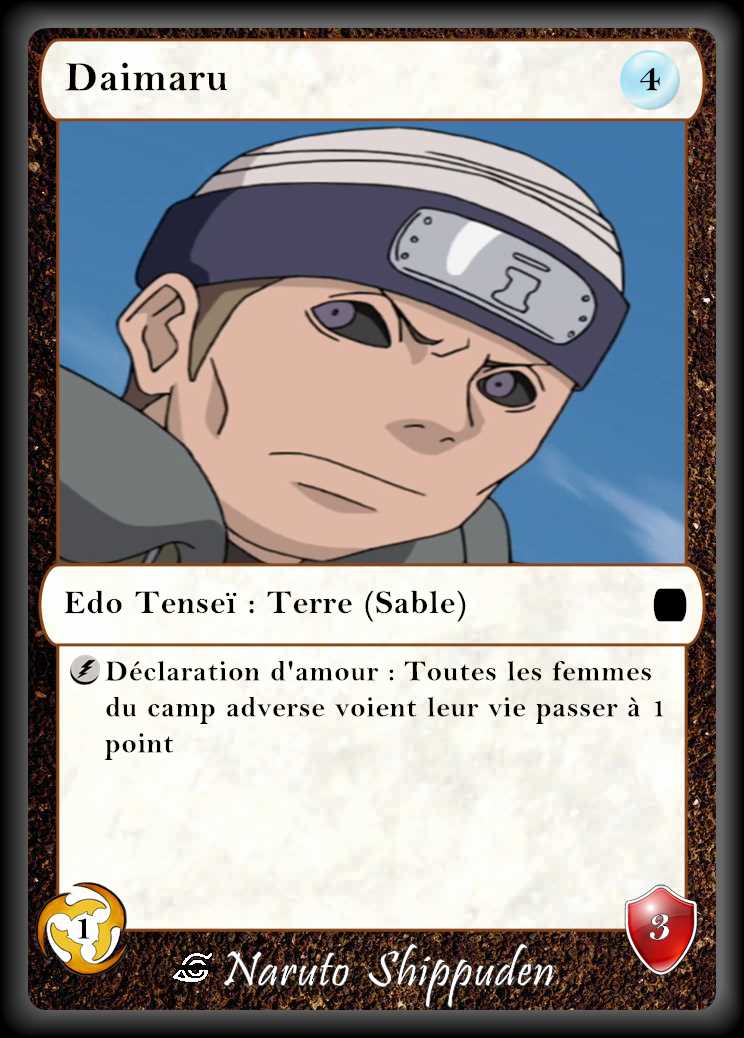 Daimaru
4
Edo Tenseï : Terre (Sable)
Déclaration d'amour : Toutes les femmes
du camp adverse voient leur vie passer à 1
point
1
3
Naruto Shippuden